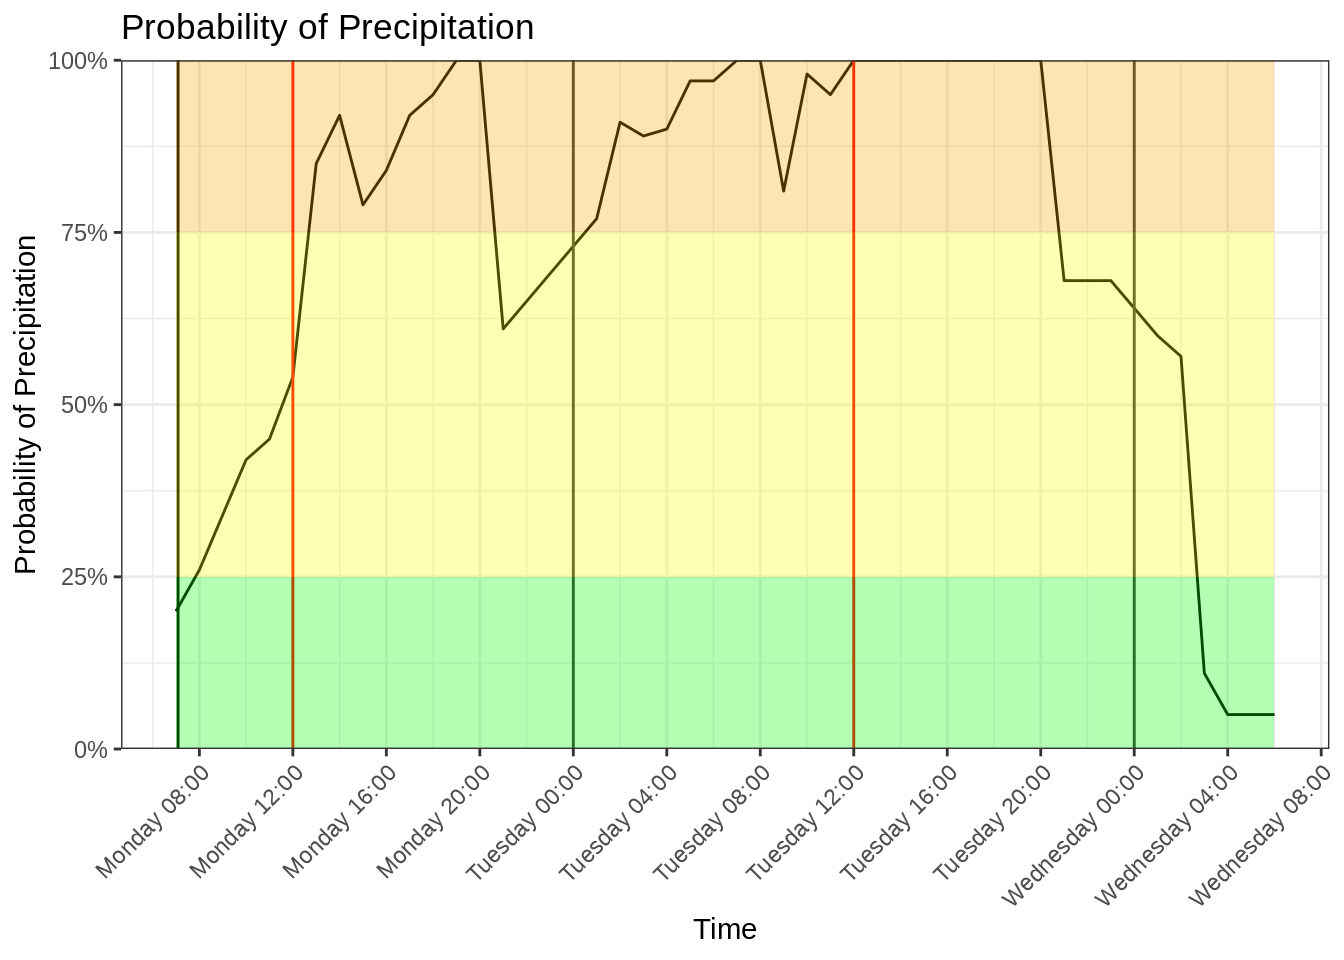 Probability of Precipitation
Probability of Precipitation
100%
75%
50%
25%
0%
Monday 08:00
Monday 12:00
Monday 16:00
Monday 20:00
Tuesday 00:00
Tuesday 04:00
Tuesday 08:00
Tuesday 12:00
Tuesday 16:00
Tuesday 20:00
Wednesday 00:00
Wednesday 04:00
Wednesday 08:00
Time